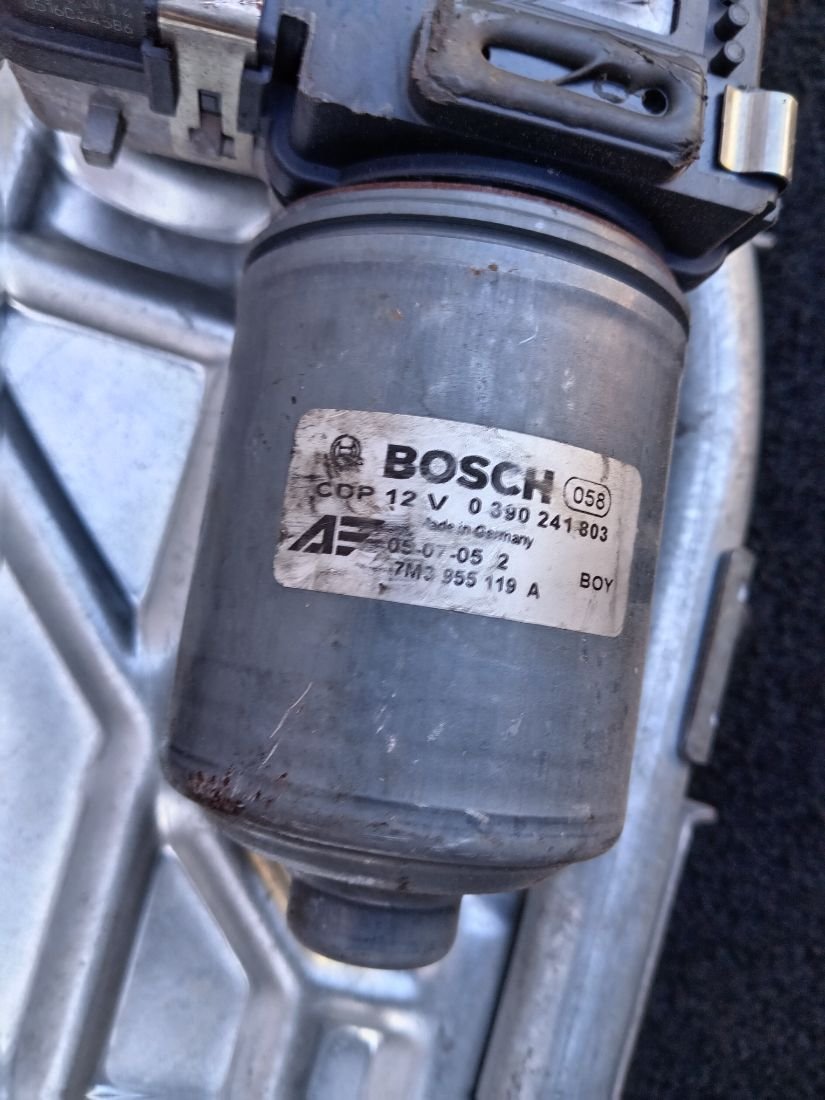 BOSCH 058
CDP 12 V 0 390 241 803
Made in Germany
AE 05-07-05 2
7M3 955 119 A BOY